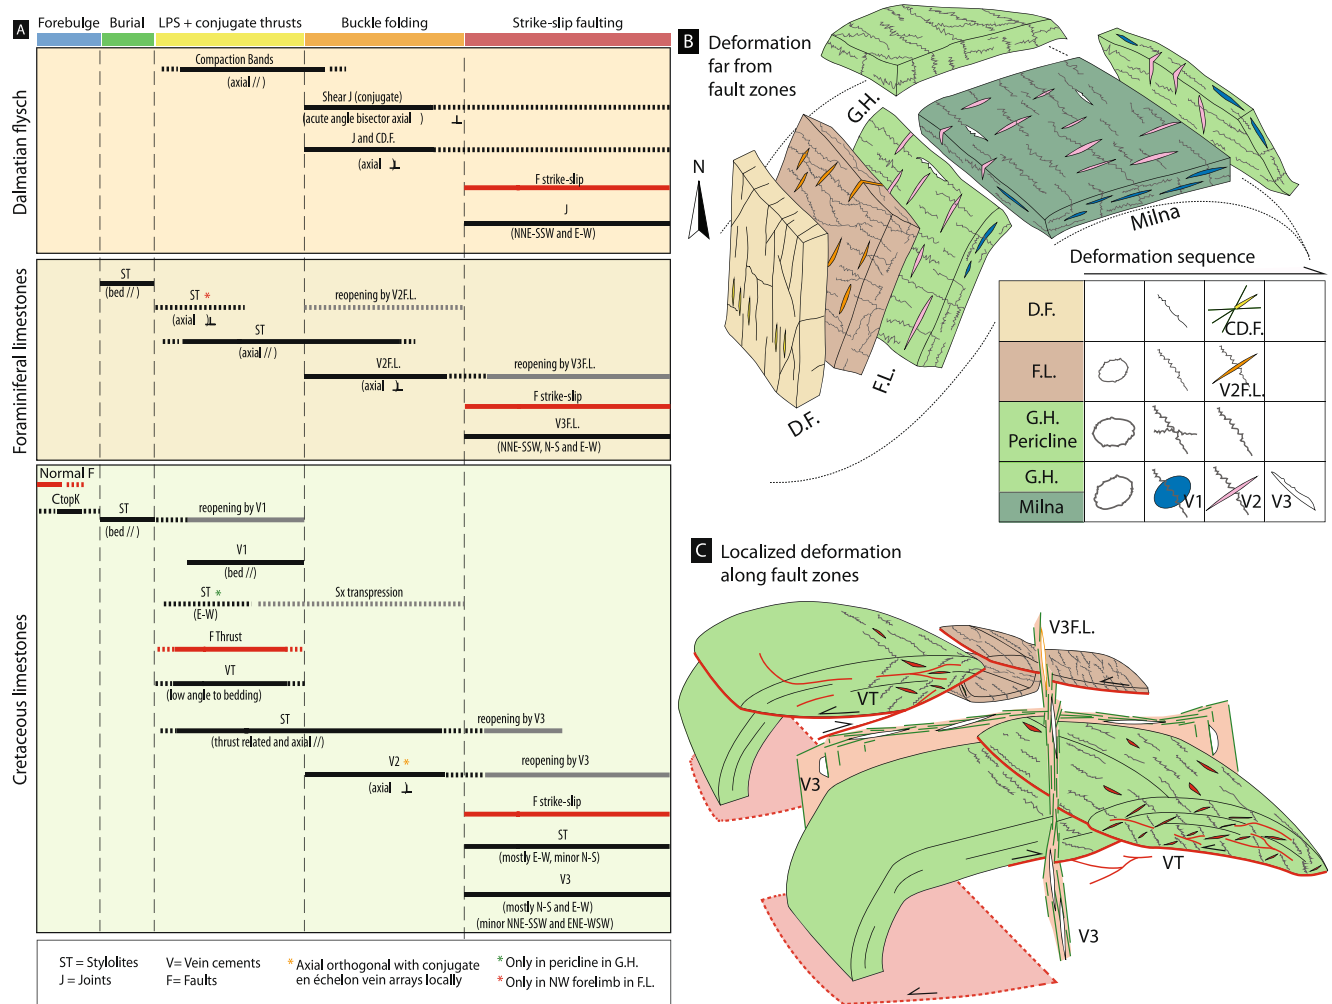 A
Forebulge
Burial
LPS + conjugate thrusts
Buckle folding
Strike-slip faulting
Dalmatian flysch
Compaction Bands
(axial //)
Shear J (conjugate)
(acute angle bisector axial ⊥)
J and CD.F.
(axial ⊥)
F strike-slip
J
(NNE-SSW and E-W)
Foraminiferal limestones
ST
(bed //)
ST *
(axial ⊥)
reopening by V2F.L.
ST
(axial //)
V2F.L.
(axial ⊥)
reopening by V3F.L.
F strike-slip
V3F.L.
(NNE-SSW, N-S and E-W)
Cretaceous limestones
Normal F
CtopK
ST
(bed //)
reopening by V1
V1
(bed //)
ST *
(E-W)
Sx transpression
F Thrust
VT
(low angle to bedding)
ST
(thrust related and axial //)
reopening by V3
V2 *
(axial ⊥)
reopening by V3
F strike-slip
ST
(mostly E-W, minor N-S)
V3
(mostly N-S and E-W)
(minor NNE-SSW and ENE-WSW)
ST = Stylolites
J = Joints
V= Vein cements
F= Faults
* Axial orthogonal with conjugate
en échelon vein arrays locally
* Only in pericline in G.H.
* Only in NW forelimb in F.L.
B
Deformation
far from
fault zones
N
G.H.
F.L.
D.F.
Milna
Deformation sequence
D.F.
CD.F.
F.L.
V2F.L.
G.H.
Pericline
G.H.
Milna
V1
V2
V3
C
Localized deformation
along fault zones
V3F.L.
VT
V3
VT
V3